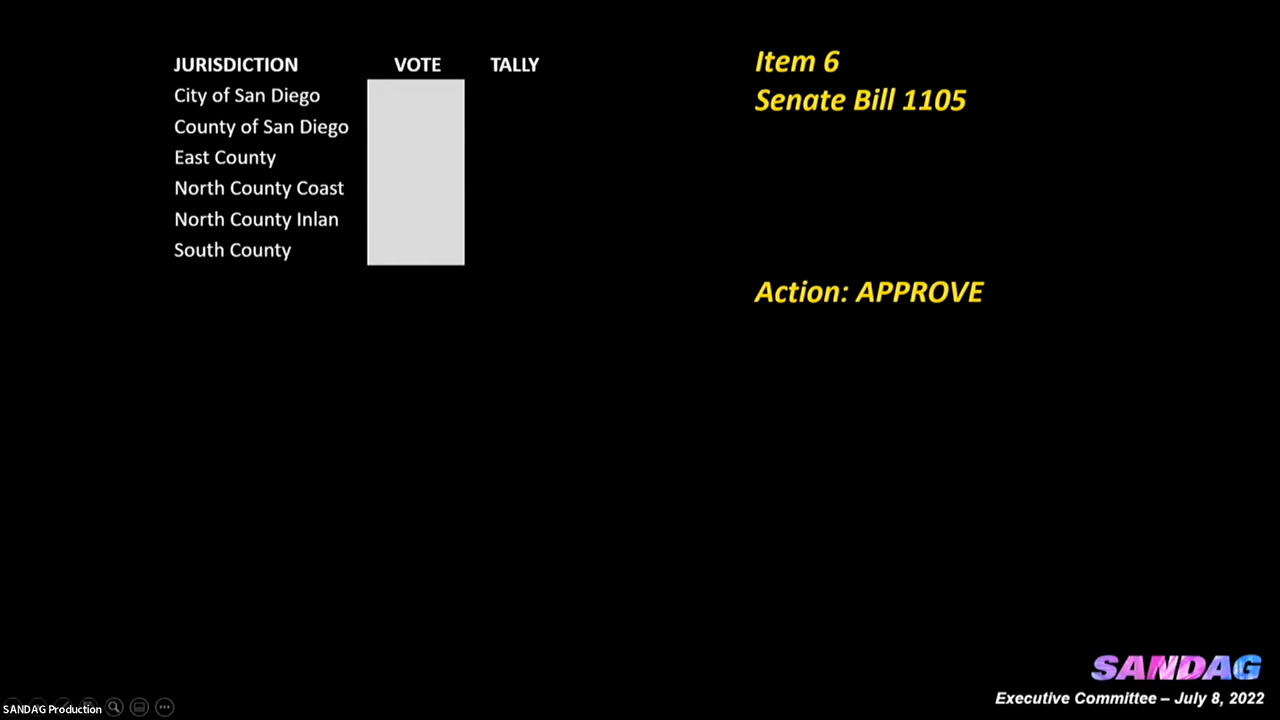 JURISDICTION VOTE TALLY
City of San Diego
County of San Diego
East County
North County Coast
North County Inlan
South County
Item 6
Senate Bill 1105
Action: APPROVE
SANDAG
Executive Committee – July 8, 2022
SANDAG Production